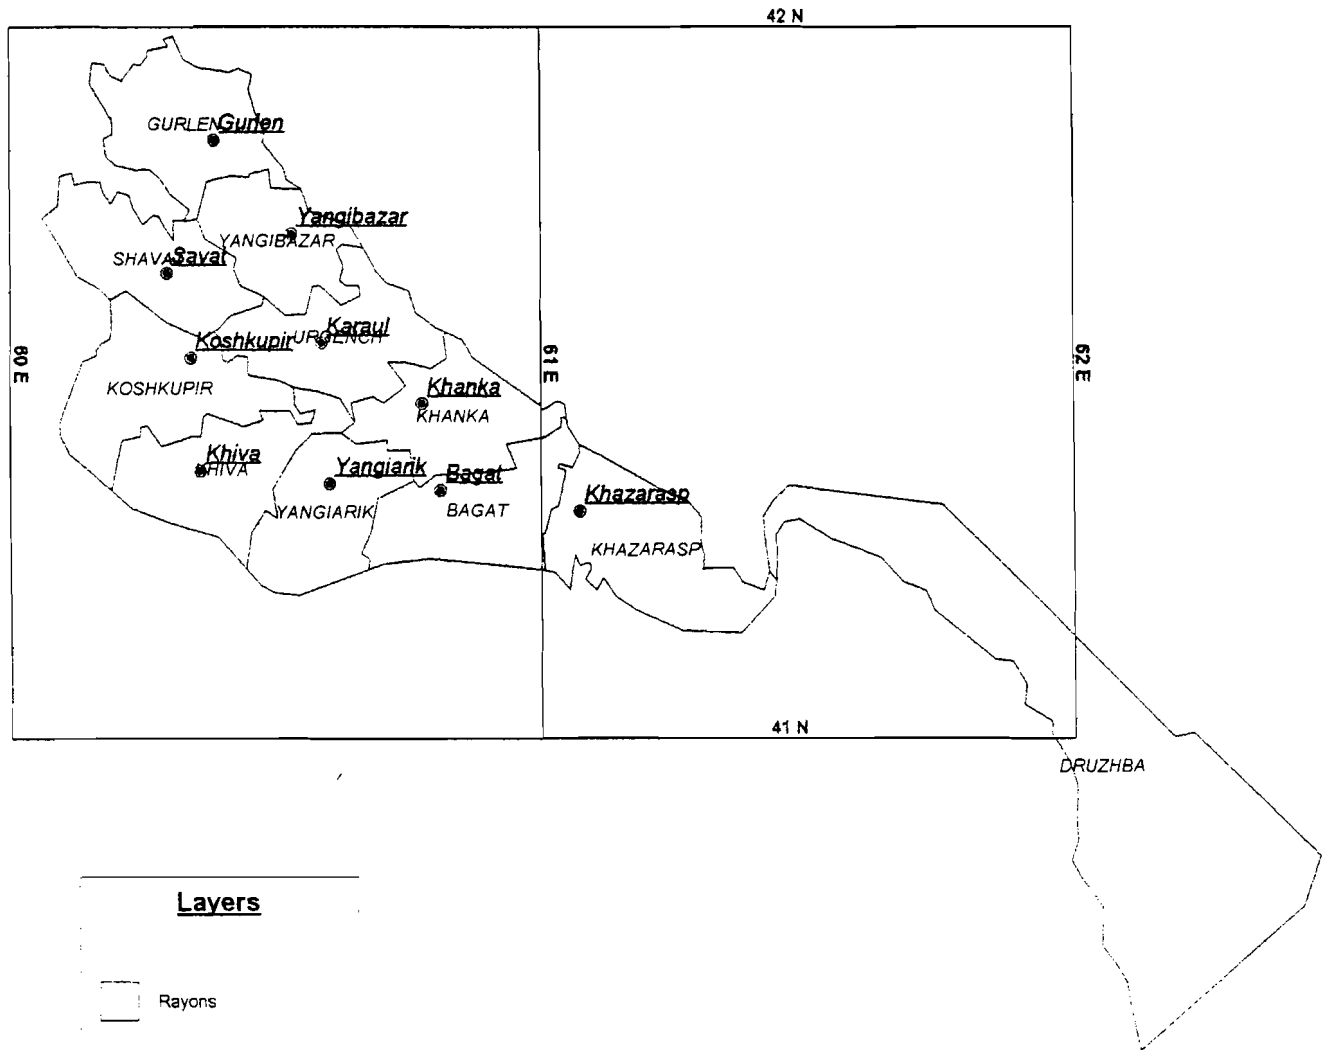 42 N
GURLEN Gurlen
Yangibazar
YANGIBAZAR
SHAVAT Savat
Karaul
URGENCH
Koshkupir
60 E
61 E
62 E
KOSHKUPIR
Khanka
KHANKA
Khiva
KHIVA
Yangiarik
Bagat
YANGIARIK
BAGAT
Khazarasp
KHAZARASP
41 N
DRUZHBA
Layers
Rayons